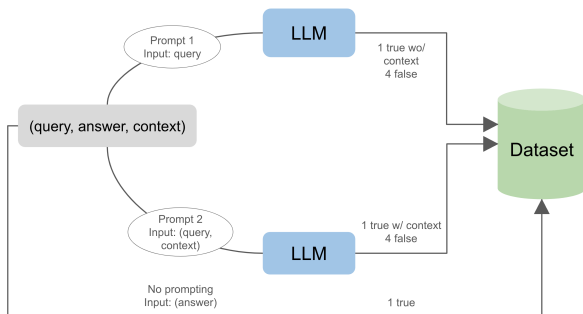 Prompt 1
Input: query
LLM
1 true wo/
context
4 false
(query, answer, context)
Dataset
Prompt 2
Input: (query,
context)
LLM
1 true w/ context
4 false
No prompting
Input: (answer)
1 true